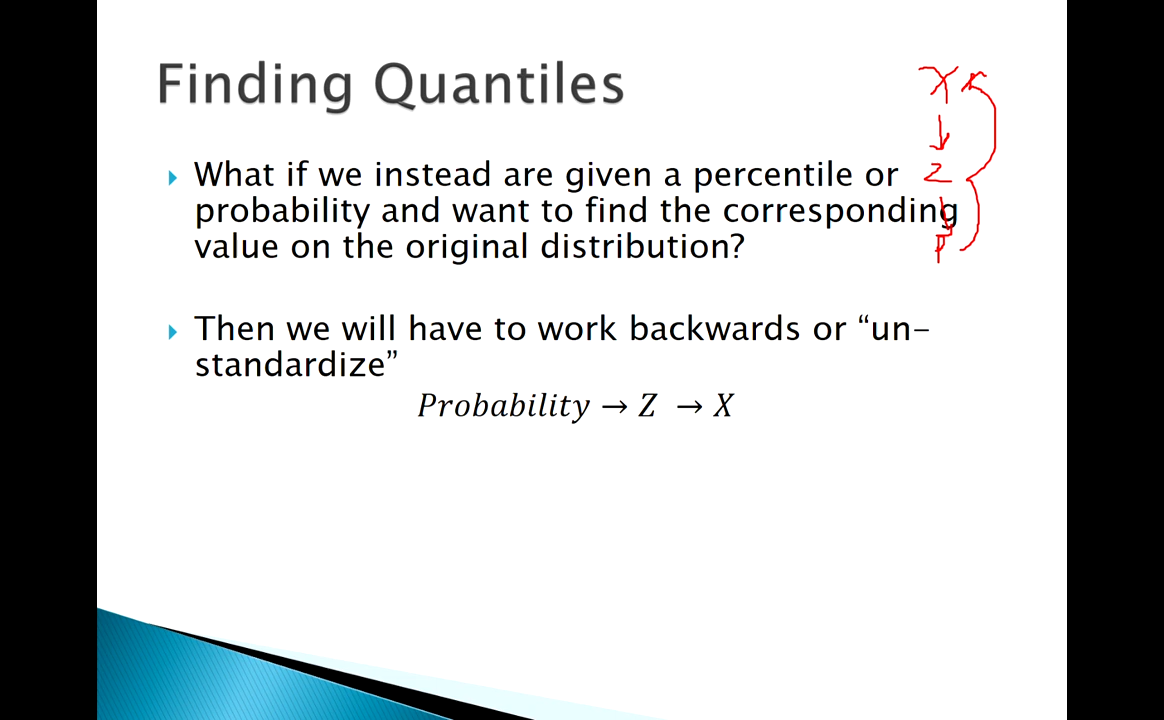 Finding Quantiles
X
↓
Z
↓
P
What if we instead are given a percentile or
probability and want to find the corresponding
value on the original distribution?
Then we will have to work backwards or “un-
standardize”
Probability → Z → X